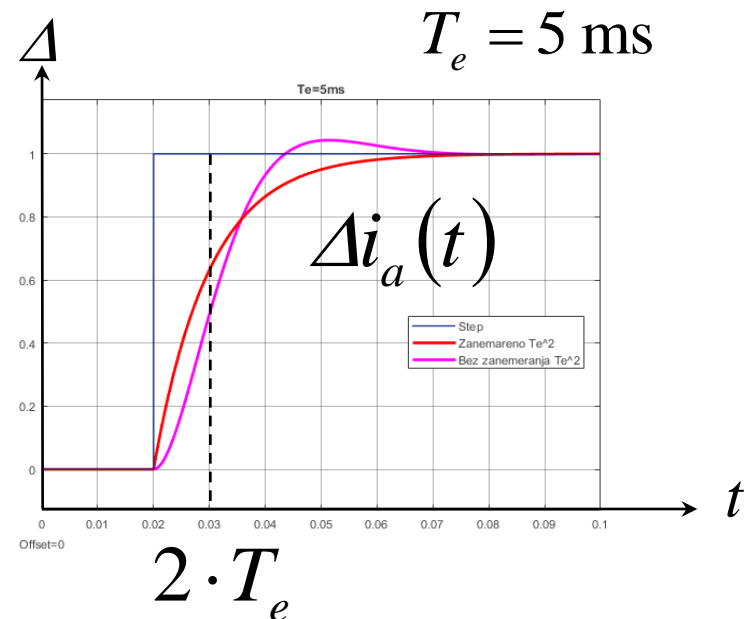 T_e = 5 ms
Δ
Te=5ms
1
0.8
0.6
0.4
0.2
0
Δi_a(t)
Step
Zanemareno Te^2
Bez zanemeranja Te^2
t
0 0.01 0.02 0.03 0.04 0.05 0.06 0.07 0.08 0.09 0.1
Offset=0
2 · T_e